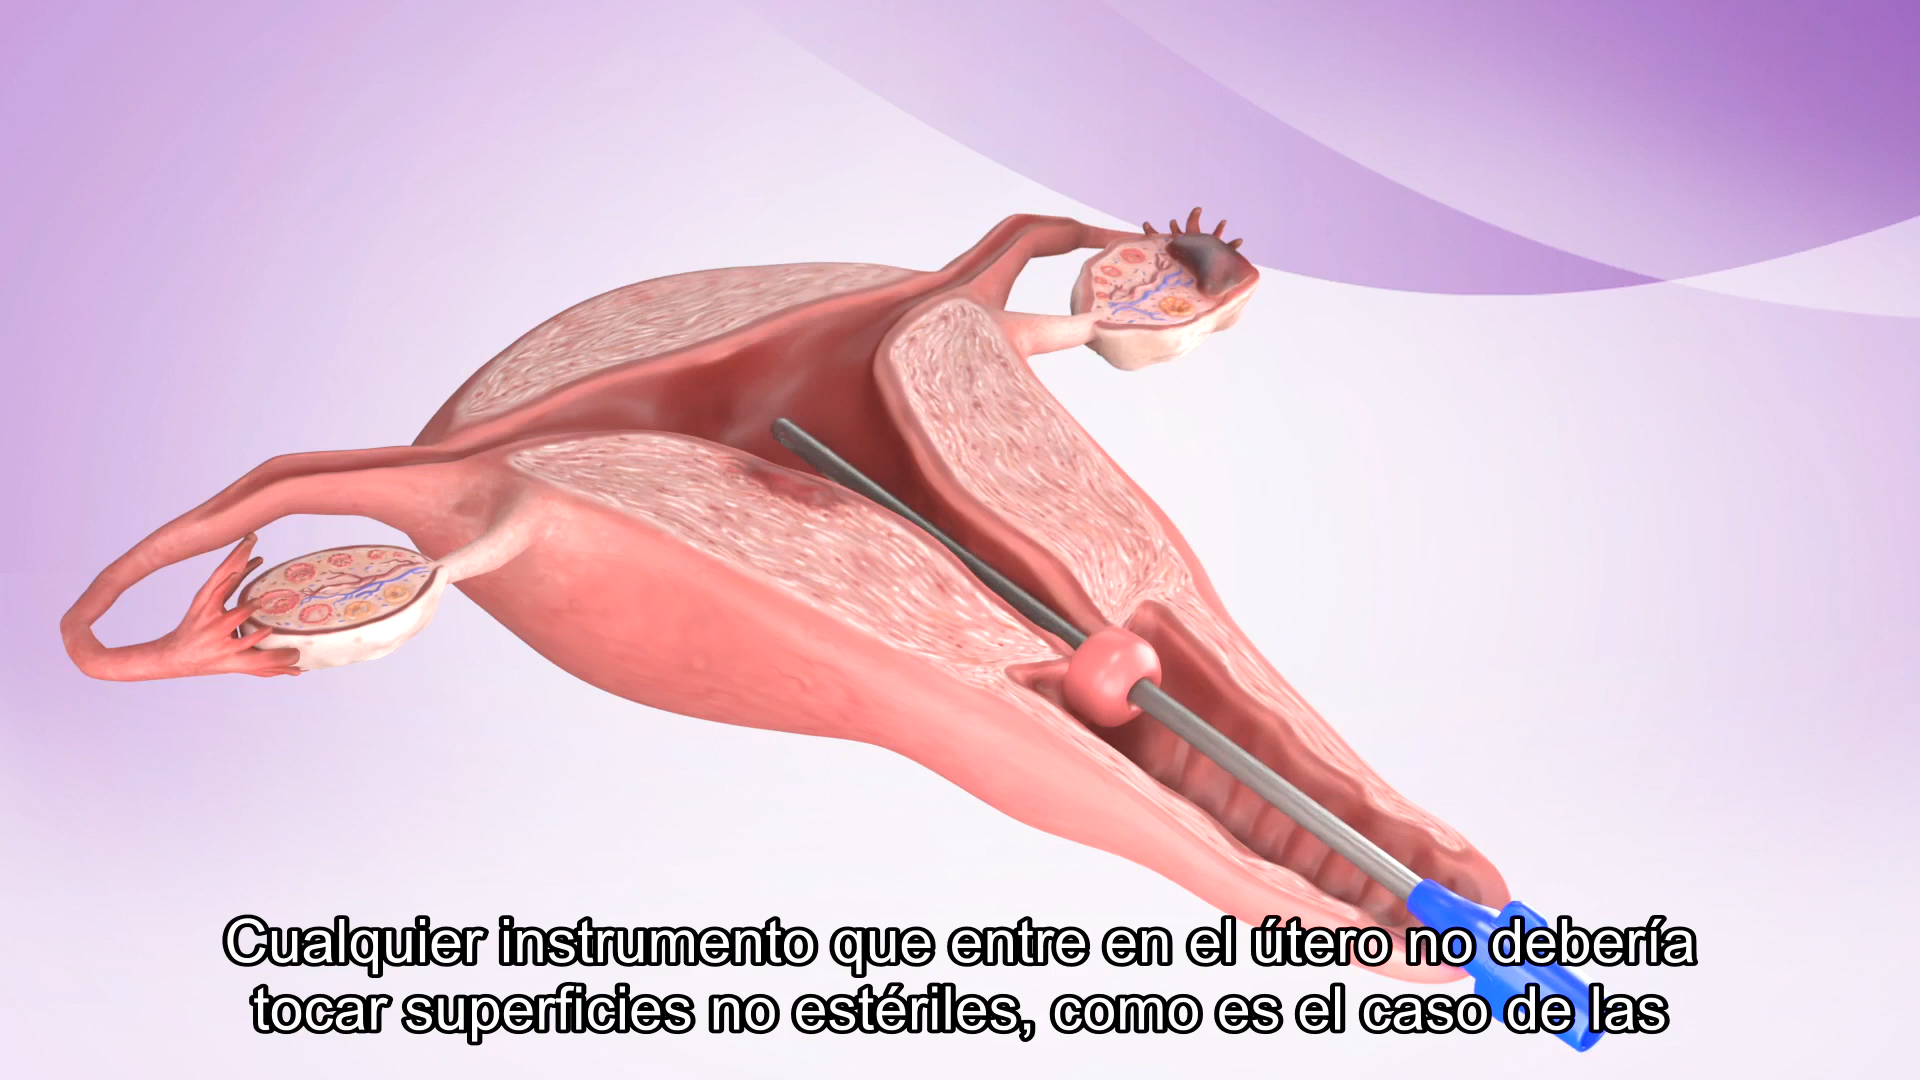 Cualquier instrumento que entre en el útero no debería
tocar superficies no estériles, como es el caso de las